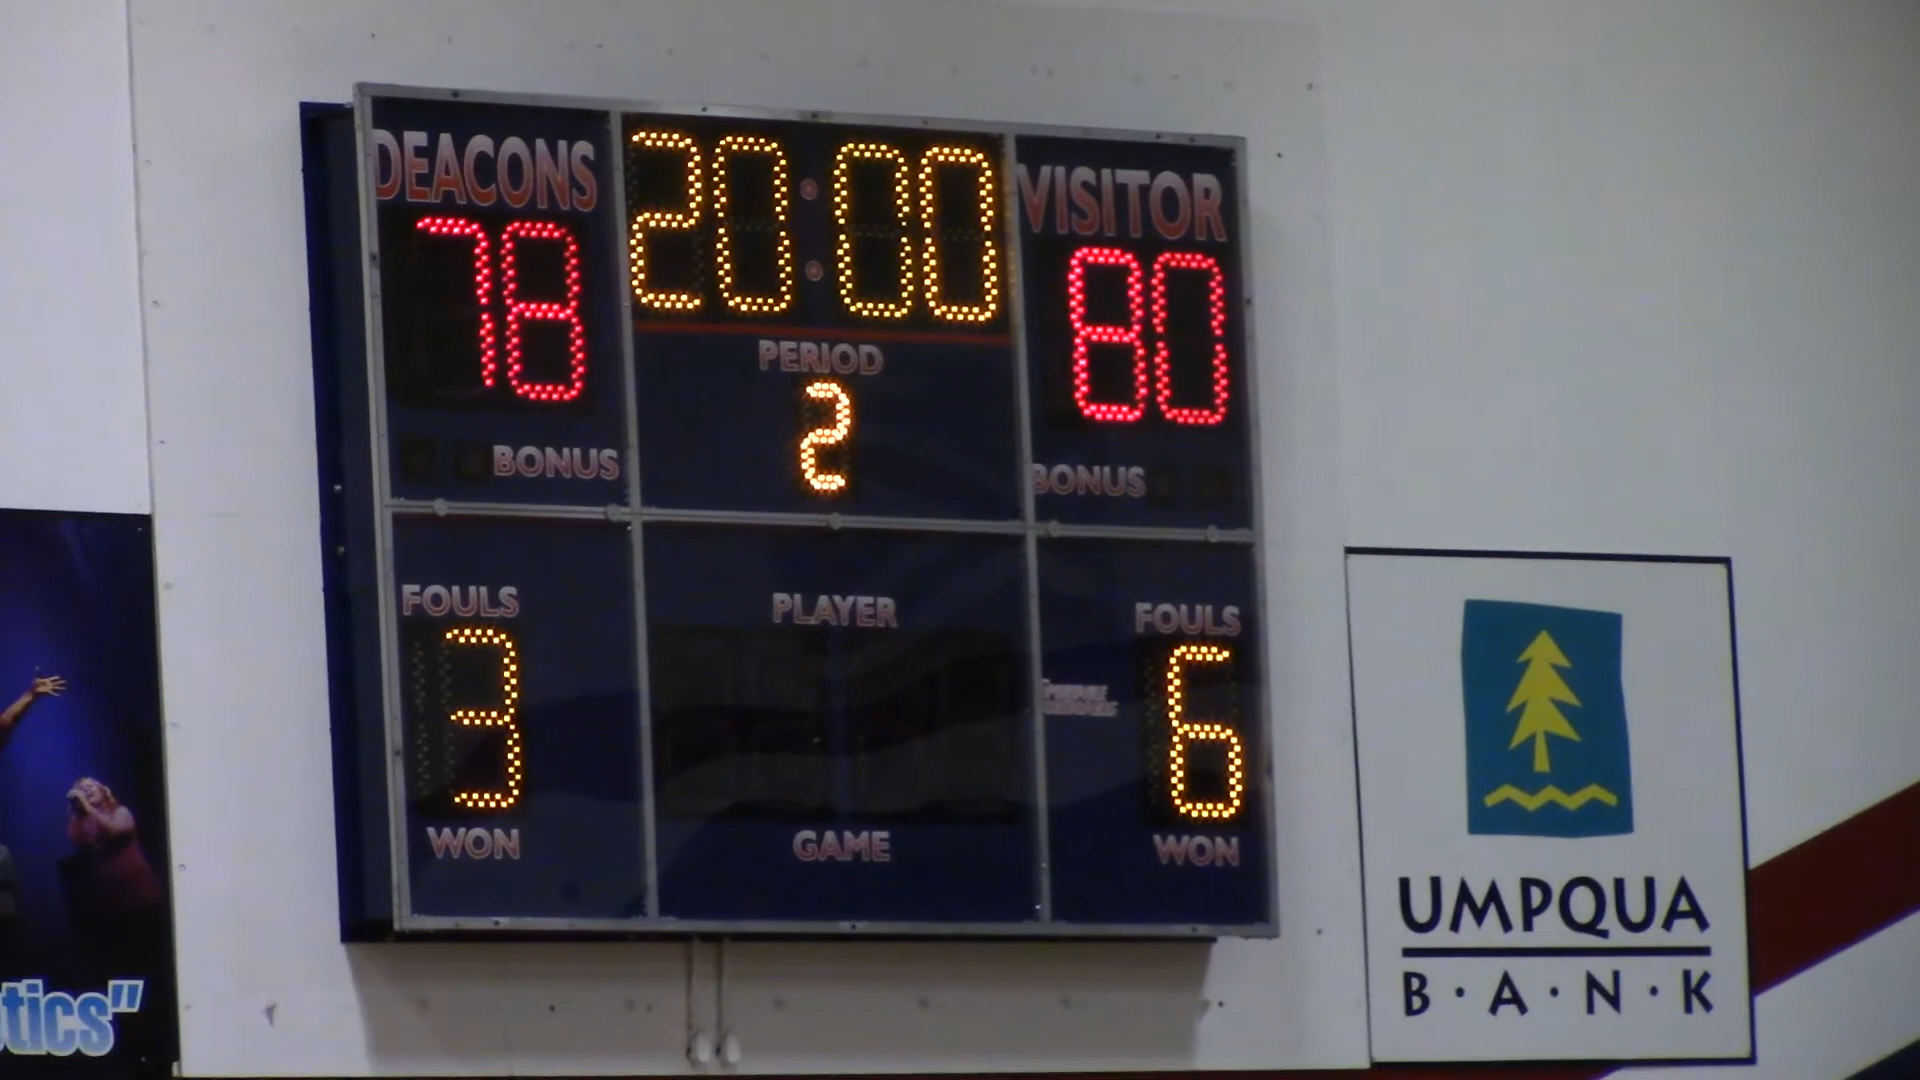 DEACONS
20:00
VISITOR
78
80
PERIOD
2
BONUS
BONUS
FOULS
PLAYER
FOULS
3
6
WON
GAME
WON
UMPQUA
B·A·N·K
tics"